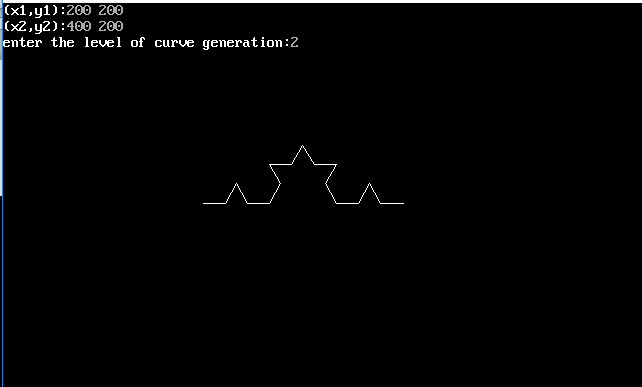 (x1,y1):200 200
(x2,y2):400 200
enter the level of curve generation:2